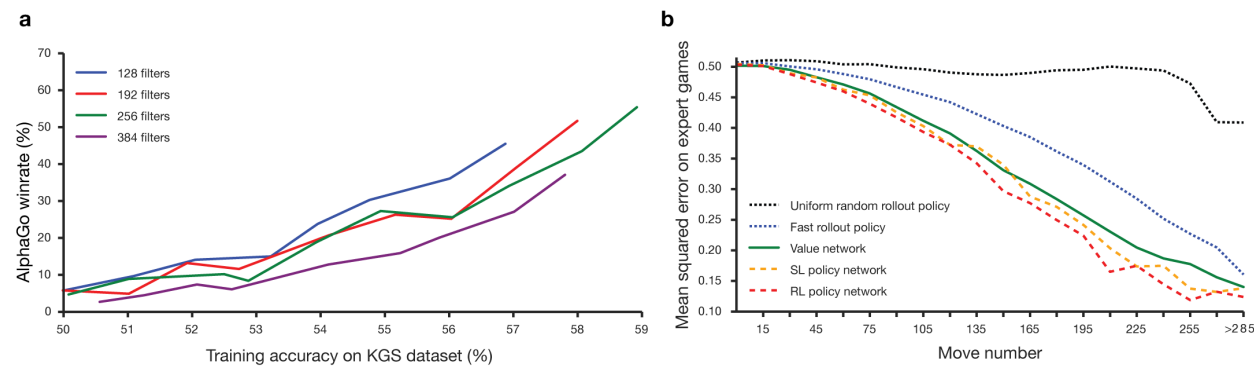 a
AlphaGo winrate (%)
70
60
50
40
30
20
10
0
128 filters
192 filters
256 filters
384 filters
50 51 52 53 54 55 56 57 58 59
Training accuracy on KGS dataset (%)
b
Mean squared error on expert games
0.50
0.45
0.40
0.35
0.30
0.25
0.20
0.15
0.10
Uniform random rollout policy
Fast rollout policy
Value network
SL policy network
RL policy network
15 45 75 105 135 165 195 225 255 >285
Move number